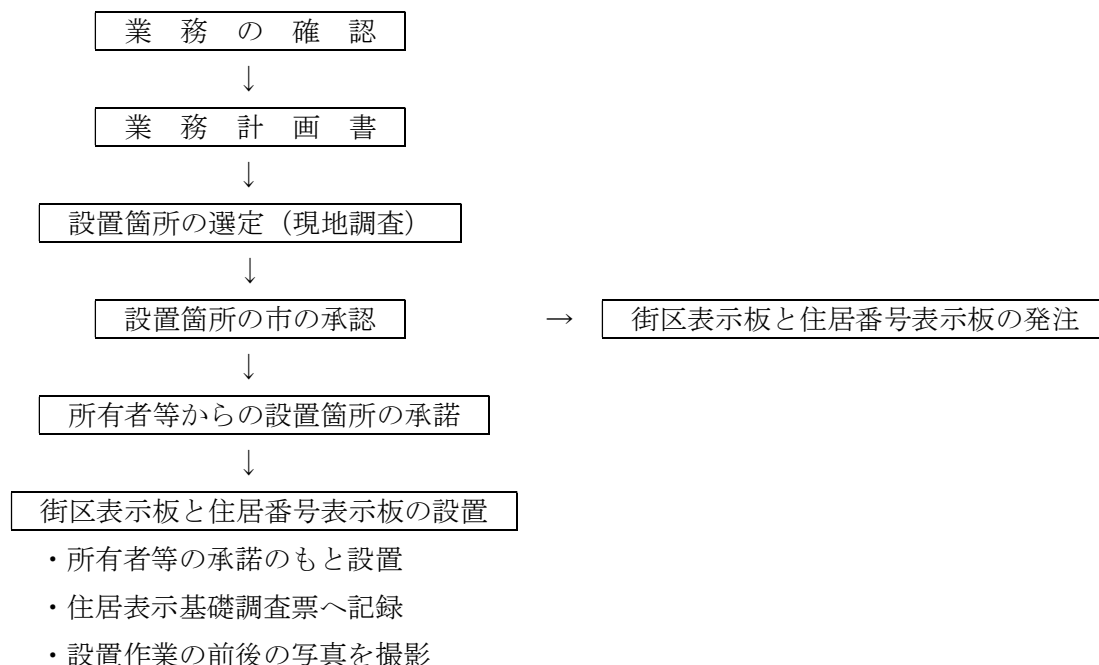 業務の確認
↓
業務計画書
↓
設置箇所の選定（現地調査）
↓
設置箇所の市の承認 → 街区表示板と住居番号表示板の発注
↓
所有者等からの設置箇所の承諾
↓
街区表示板と住居番号表示板の設置
・所有者等の承諾のもと設置
・住居表示基礎調査票へ記録
・設置作業の前後の写真を撮影